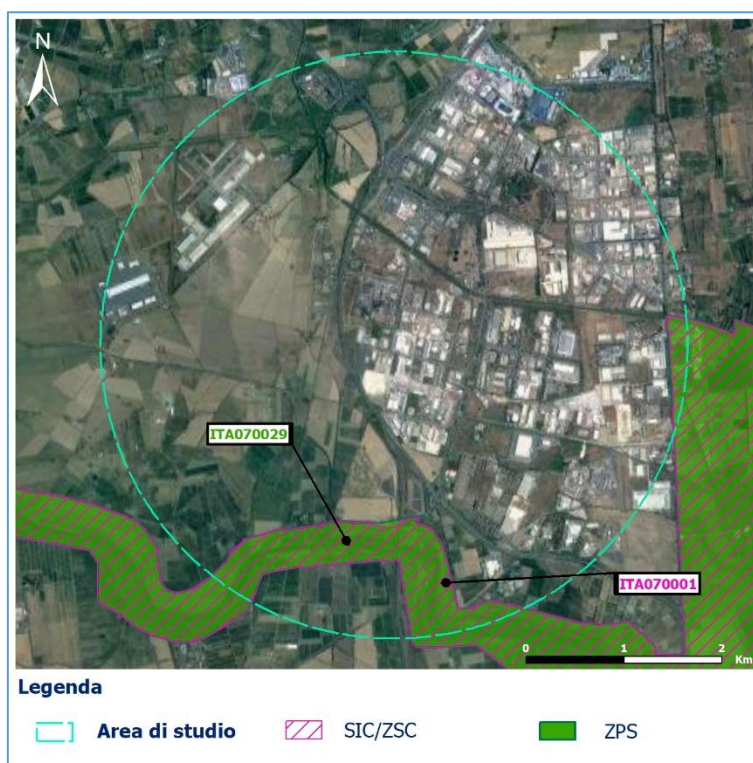 N
ITA070029
ITA070001
0 1 2
Km
Legenda
Area di studio SIC/ZSC ZPS